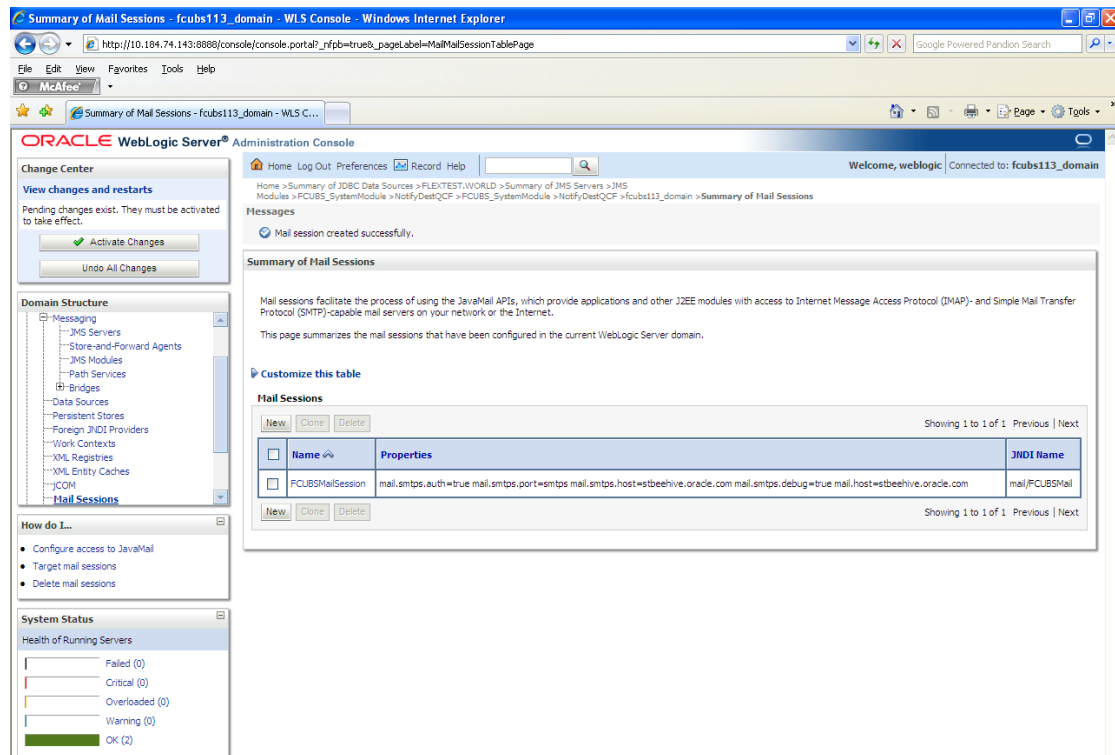 Summary of Mail Sessions - fcubs113_domain - WLS Console - Windows Internet Explorer
http://10.184.74.143:8888/console/console.portal?_nfpb=true&_pageLabel=MailMailSessionTablePage
Google Powered Pandion Search
File Edit View Favorites Tools Help
McAfee
Summary of Mail Sessions - fcubs113_domain - WLS C...
Page Tools
ORACLE WebLogic Server® Administration Console
Change Center
View changes and restarts
Pending changes exist. They must be activated
to take effect.
Activate Changes
Undo All Changes
Domain Structure
Messaging
JMS Servers
Store-and-Forward Agents
JMS Modules
Path Services
Bridges
Data Sources
Persistent Stores
Foreign JNDI Providers
Work Contexts
XML Registries
XML Entity Caches
jCOM
Mail Sessions
How do I...
Configure access to JavaMail
Target mail sessions
Delete mail sessions
System Status
Health of Running Servers
Failed (0)
Critical (0)
Overloaded (0)
Warning (0)
OK (2)
Home Log Out Preferences Record Help
Welcome, weblogic Connected to: fcubs113_domain
Home >Summary of JDBC Data Sources >FLEXTEST.WORLD >Summary of JMS Servers >JMS
Modules >FCUBS_SystemModule >NotifyDestQCF >FCUBS_SystemModule >NotifyDestQCF >fcubs113_domain >Summary of Mail Sessions
Messages
Mail session created successfully.
Summary of Mail Sessions
Mail sessions facilitate the process of using the JavaMail APIs, which provide applications and other J2EE modules with access to Internet Message Access Protocol (IMAP)- and Simple Mail Transfer
Protocol (SMTP)-capable mail servers on your network or the Internet.
This page summarizes the mail sessions that have been configured in the current WebLogic Server domain.
Customize this table
Mail Sessions
New Clone Delete Showing 1 to 1 of 1 Previous | Next
Name Properties JNDI Name
FCUBSMailSession mail.smtps.auth=true mail.smtps.port=smtps mail.smtps.host=stbeehive.oracle.com mail.smtps.debug=true mail.host=stbeehive.oracle.com mail/FCUBSMail
New Clone Delete Showing 1 to 1 of 1 Previous | Next